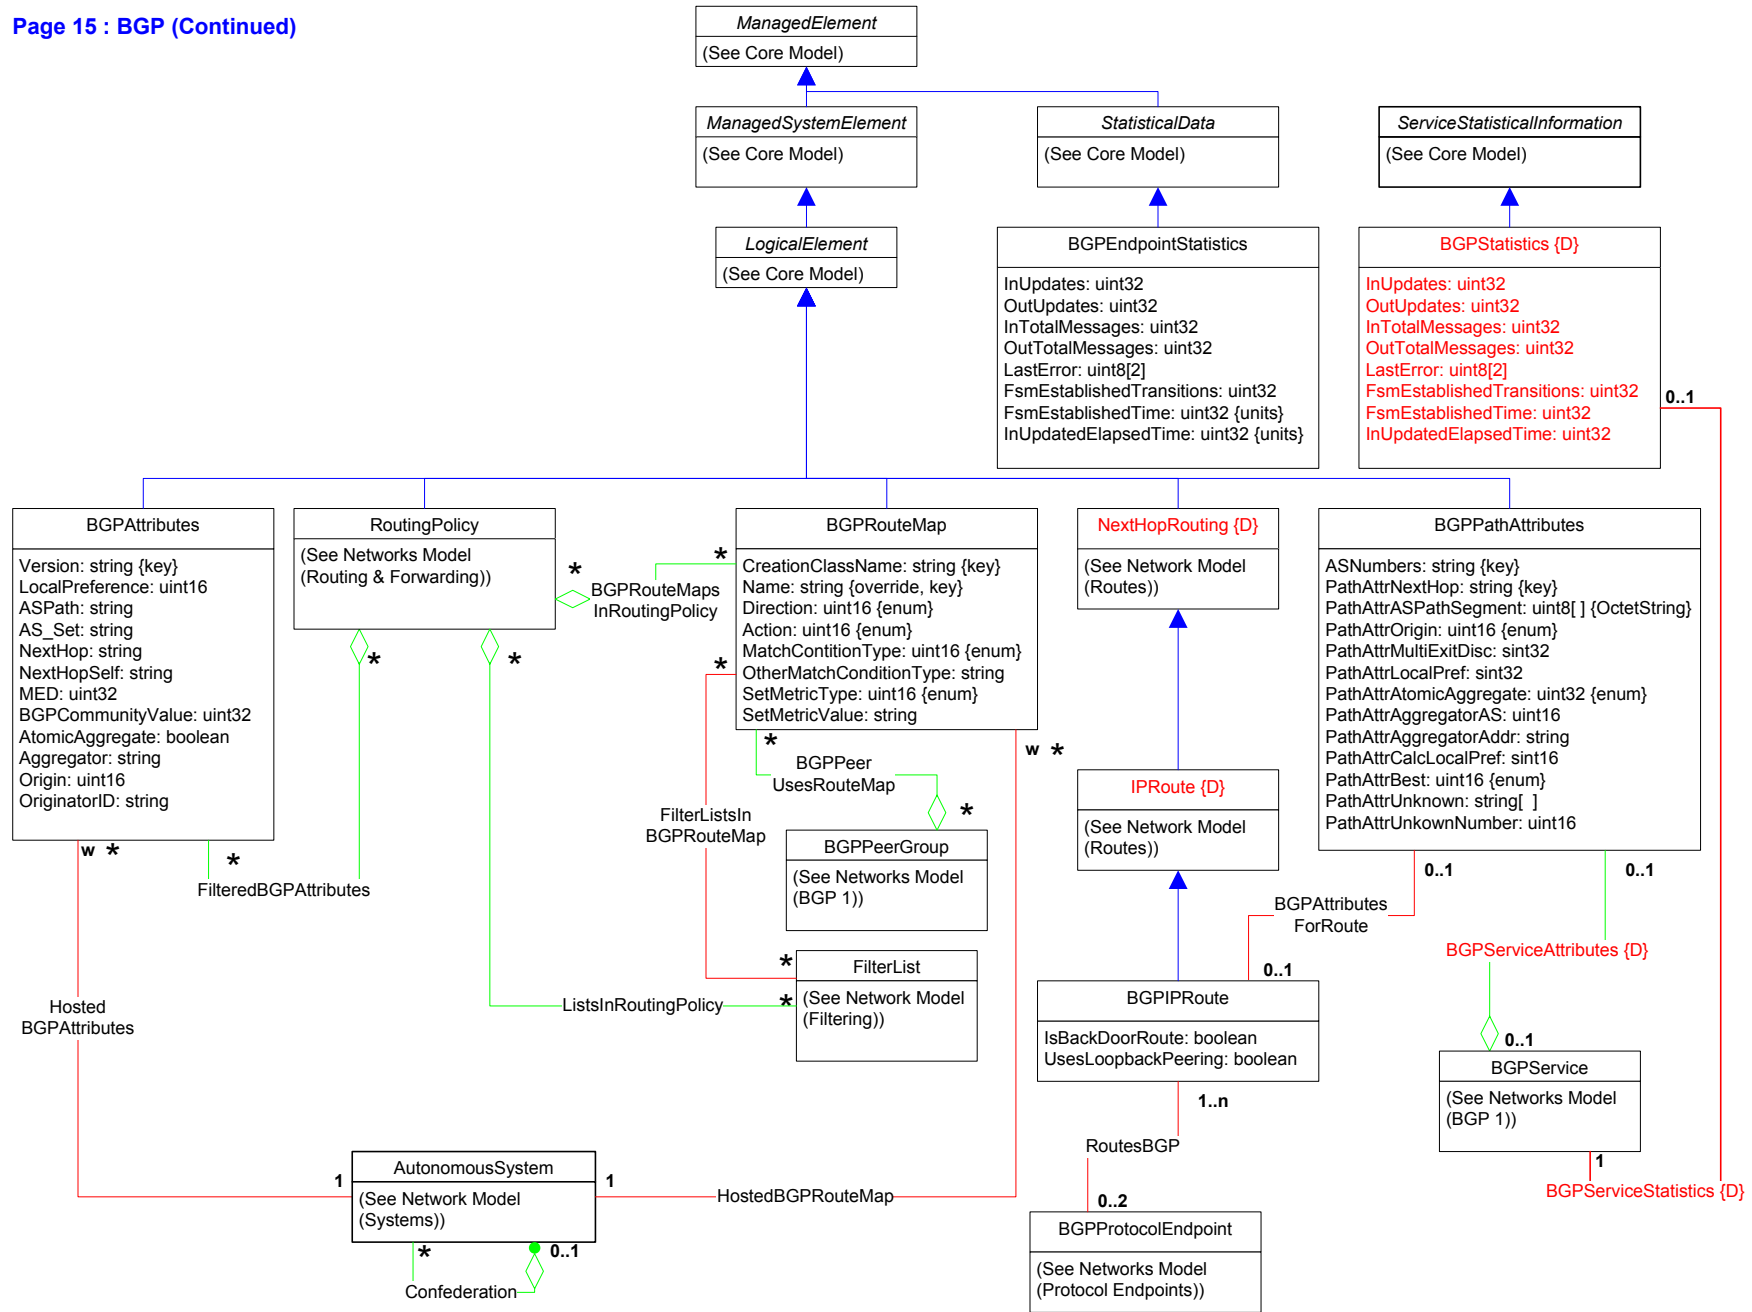 Page 15 : BGP (Continued)
ManagedElement
(See Core Model)
ManagedSystemElement
(See Core Model)
StatisticalData
(See Core Model)
ServiceStatisticalInformation
(See Core Model)
LogicalElement
(See Core Model)
BGPEndpointStatistics
InUpdates: uint32
OutUpdates: uint32
InTotalMessages: uint32
OutTotalMessages: uint32
LastError: uint8[2]
FsmEstablishedTransitions: uint32
FsmEstablishedTime: uint32 {units}
InUpdatedElapsedTime: uint32 {units}
BGPStatistics {D}
InUpdates: uint32
OutUpdates: uint32
InTotalMessages: uint32
OutTotalMessages: uint32
LastError: uint8[2]
FsmEstablishedTransitions: uint32
FsmEstablishedTime: uint32
InUpdatedElapsedTime: uint32
0..1
BGPAttributes
Version: string {key}
LocalPreference: uint16
ASPath: string
AS_Set: string
NextHop: string
NextHopSelf: string
MED: uint32
BGPCommunityValue: uint32
AtomicAggregate: boolean
Aggregator: string
Origin: uint16
OriginatorID: string
w *
*
FilteredBGPAttributes
RoutingPolicy
(See Networks Model
(Routing & Forwarding))
*
*
*
BGPRouteMaps
InRoutingPolicy
*
BGPRouteMap
CreationClassName: string {key}
Name: string {override, key}
Direction: uint16 {enum}
Action: uint16 {enum}
MatchContitionType: uint16 {enum}
OtherMatchConditionType: string
SetMetricType: uint16 {enum}
SetMetricValue: string
*
*
w *
BGPPeer
UsesRouteMap
*
FilterListsIn
BGPRouteMap
BGPPeerGroup
(See Networks Model
(BGP 1))
NextHopRouting {D}
(See Network Model
(Routes))
IPRoute {D}
(See Network Model
(Routes))
BGPPathAttributes
ASNumbers: string {key}
PathAttrNextHop: string {key}
PathAttrASPathSegment: uint8[ ] {OctetString}
PathAttrOrigin: uint16 {enum}
PathAttrMultiExitDisc: sint32
PathAttrLocalPref: sint32
PathAttrAtomicAggregate: uint32 {enum}
PathAttrAggregatorAS: uint16
PathAttrAggregatorAddr: string
PathAttrCalcLocalPref: sint16
PathAttrBest: uint16 {enum}
PathAttrUnknown: string[ ]
PathAttrUnkownNumber: uint16
0..1
0..1
BGPAttributes
ForRoute
0..1
BGPServiceAttributes {D}
0..1
*
FilterList
(See Network Model
(Filtering))
ListsInRoutingPolicy
*
Hosted
BGPAttributes
BGPIPRoute
IsBackDoorRoute: boolean
UsesLoopbackPeering: boolean
1..n
RoutesBGP
0..2
BGPService
(See Networks Model
(BGP 1))
1
BGPServiceStatistics {D}
1
AutonomousSystem
(See Network Model
(Systems))
1
HostedBGPRouteMap
*
0..1
Confederation
BGPProtocolEndpoint
(See Networks Model
(Protocol Endpoints))